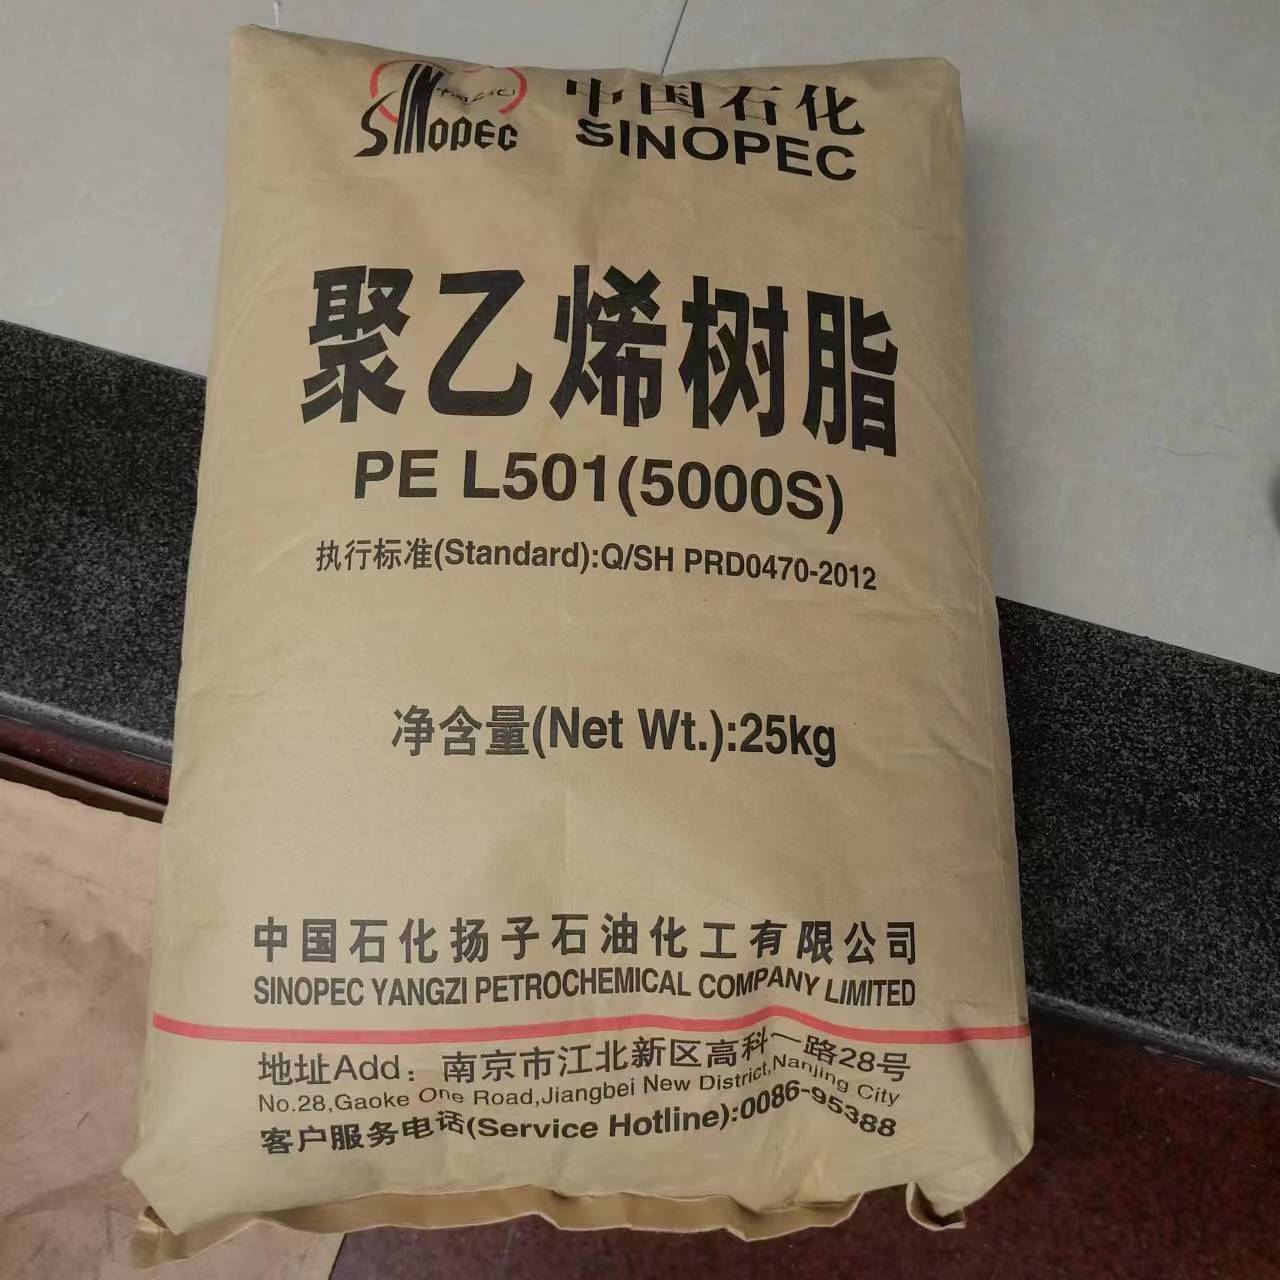 SINOPEC
中国石化
SINOPEC
聚乙烯树脂
PE L501(5000S)
执行标准(Standard):Q/SH PRD0470-2012
净含量(Net Wt.):25kg
中国石化扬子石油化工有限公司
SINOPEC YANGZI PETROCHEMICAL COMPANY LIMITED
地址Add：南京市江北新区高科一路28号
No.28,Gaoke One Road,Jiangbei New District,Nanjing City
客户服务电话(Service Hotline):0086-95388